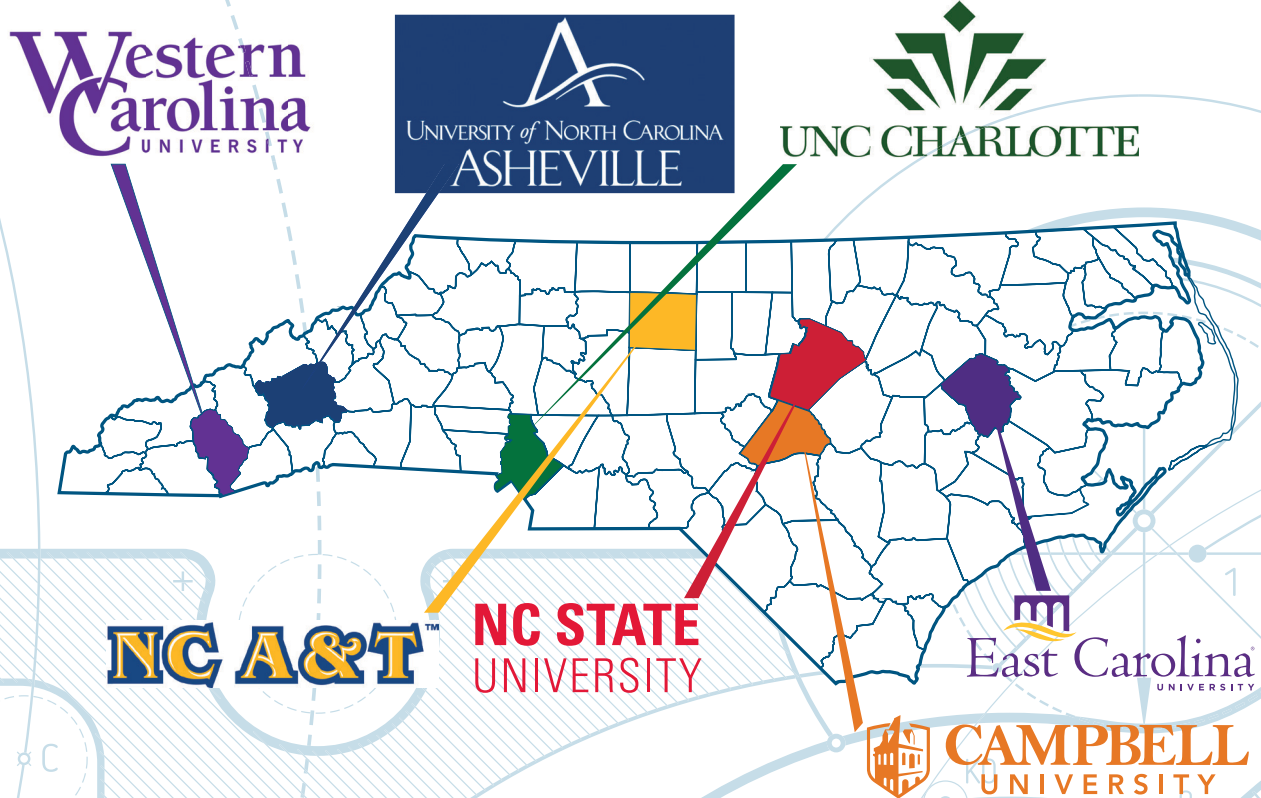 Western
Carolina
UNIVERSITY
UNIVERSITY of NORTH CAROLINA
ASHEVILLE
UNC CHARLOTTE
NC A&T™
NC STATE
UNIVERSITY
East Carolina®
UNIVERSITY
CAMPBELL
UNIVERSITY
1
C